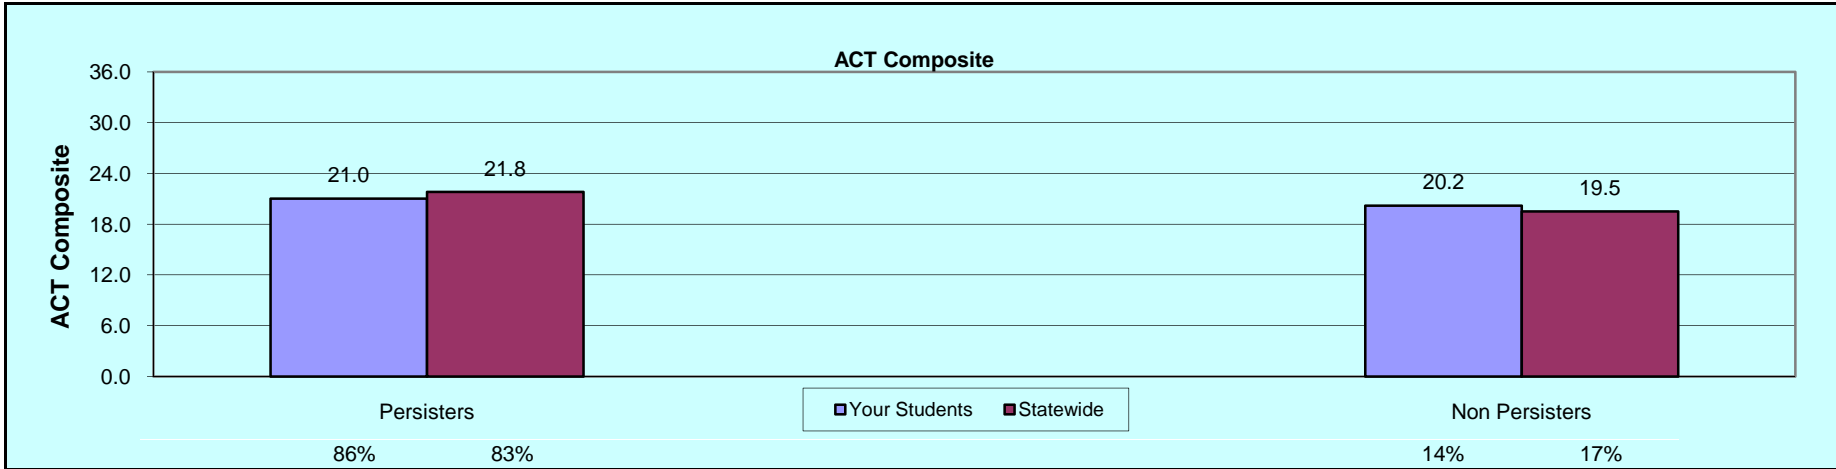 ACT Composite
36.0
30.0
24.0
18.0
12.0
6.0
0.0
ACT Composite
21.0
21.8
20.2
19.5
Persisters
Your Students
Statewide
Non Persisters
86%
83%
14%
17%